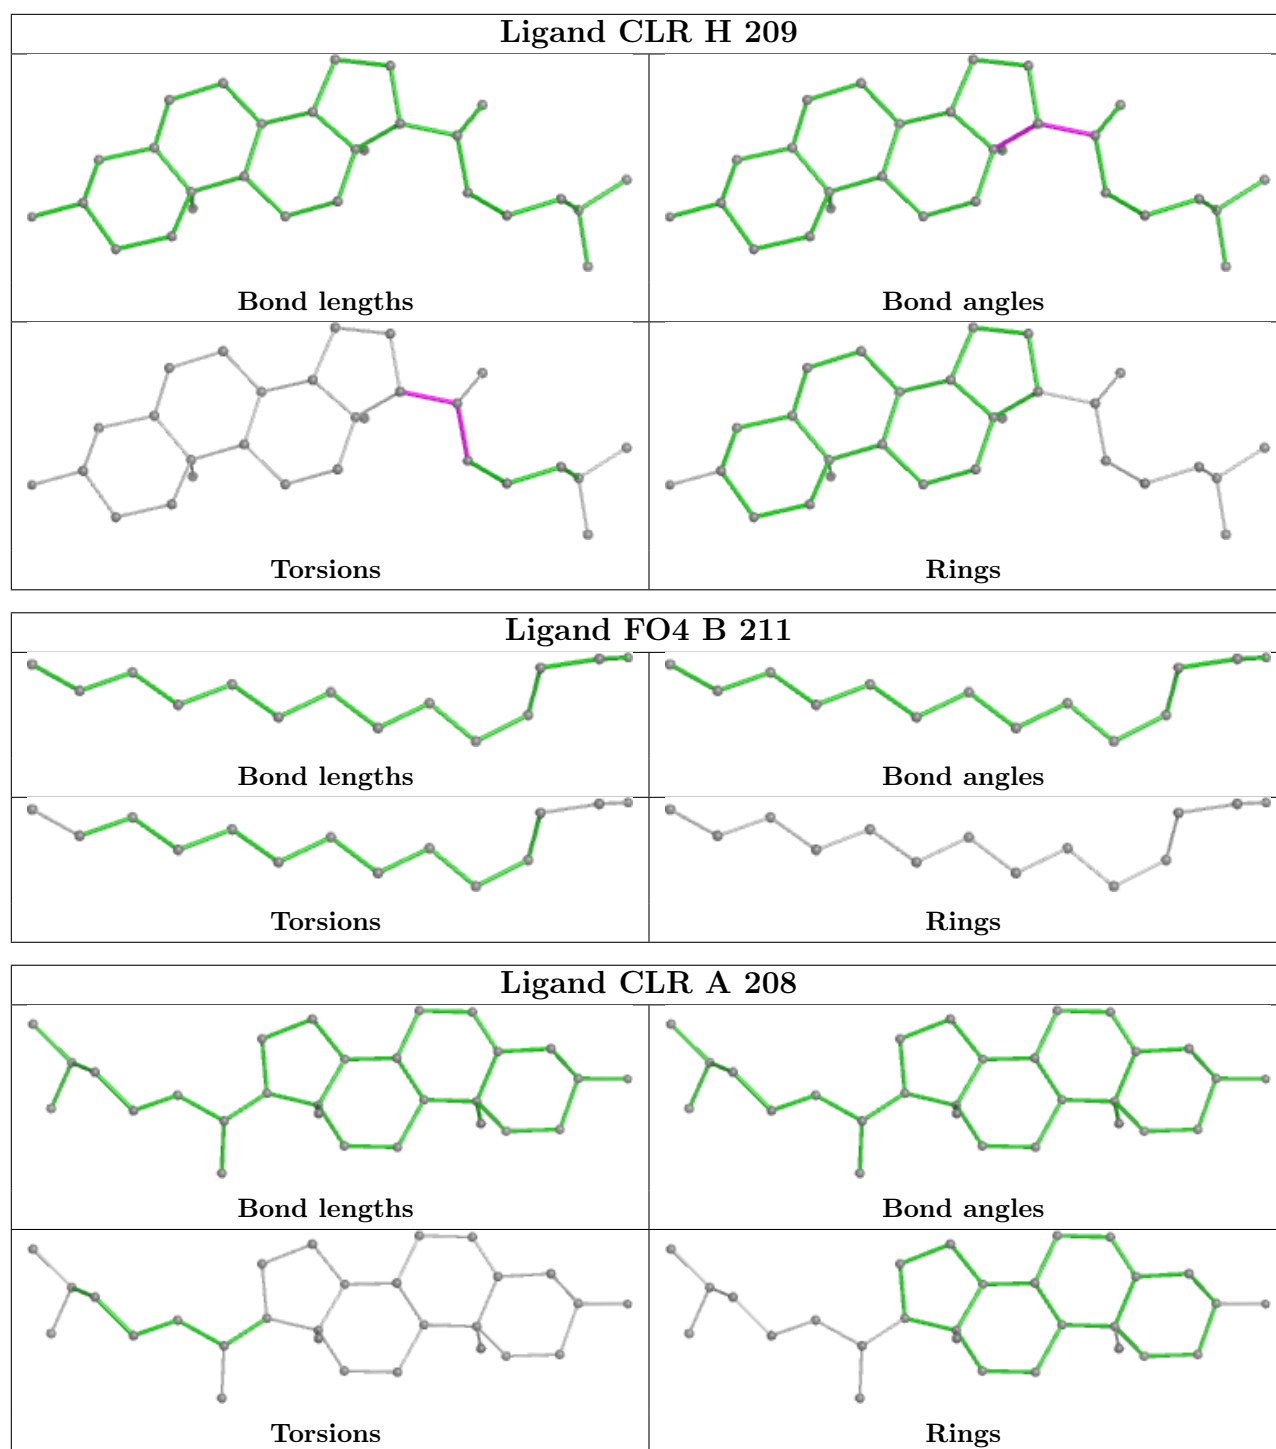 Ligand CLR H 209
Bond lengths
Bond angles
Torsions
Rings
Ligand FO4 B 211
Bond lengths
Bond angles
Torsions
Rings
Ligand CLR A 208
Bond lengths
Bond angles
Torsions
Rings